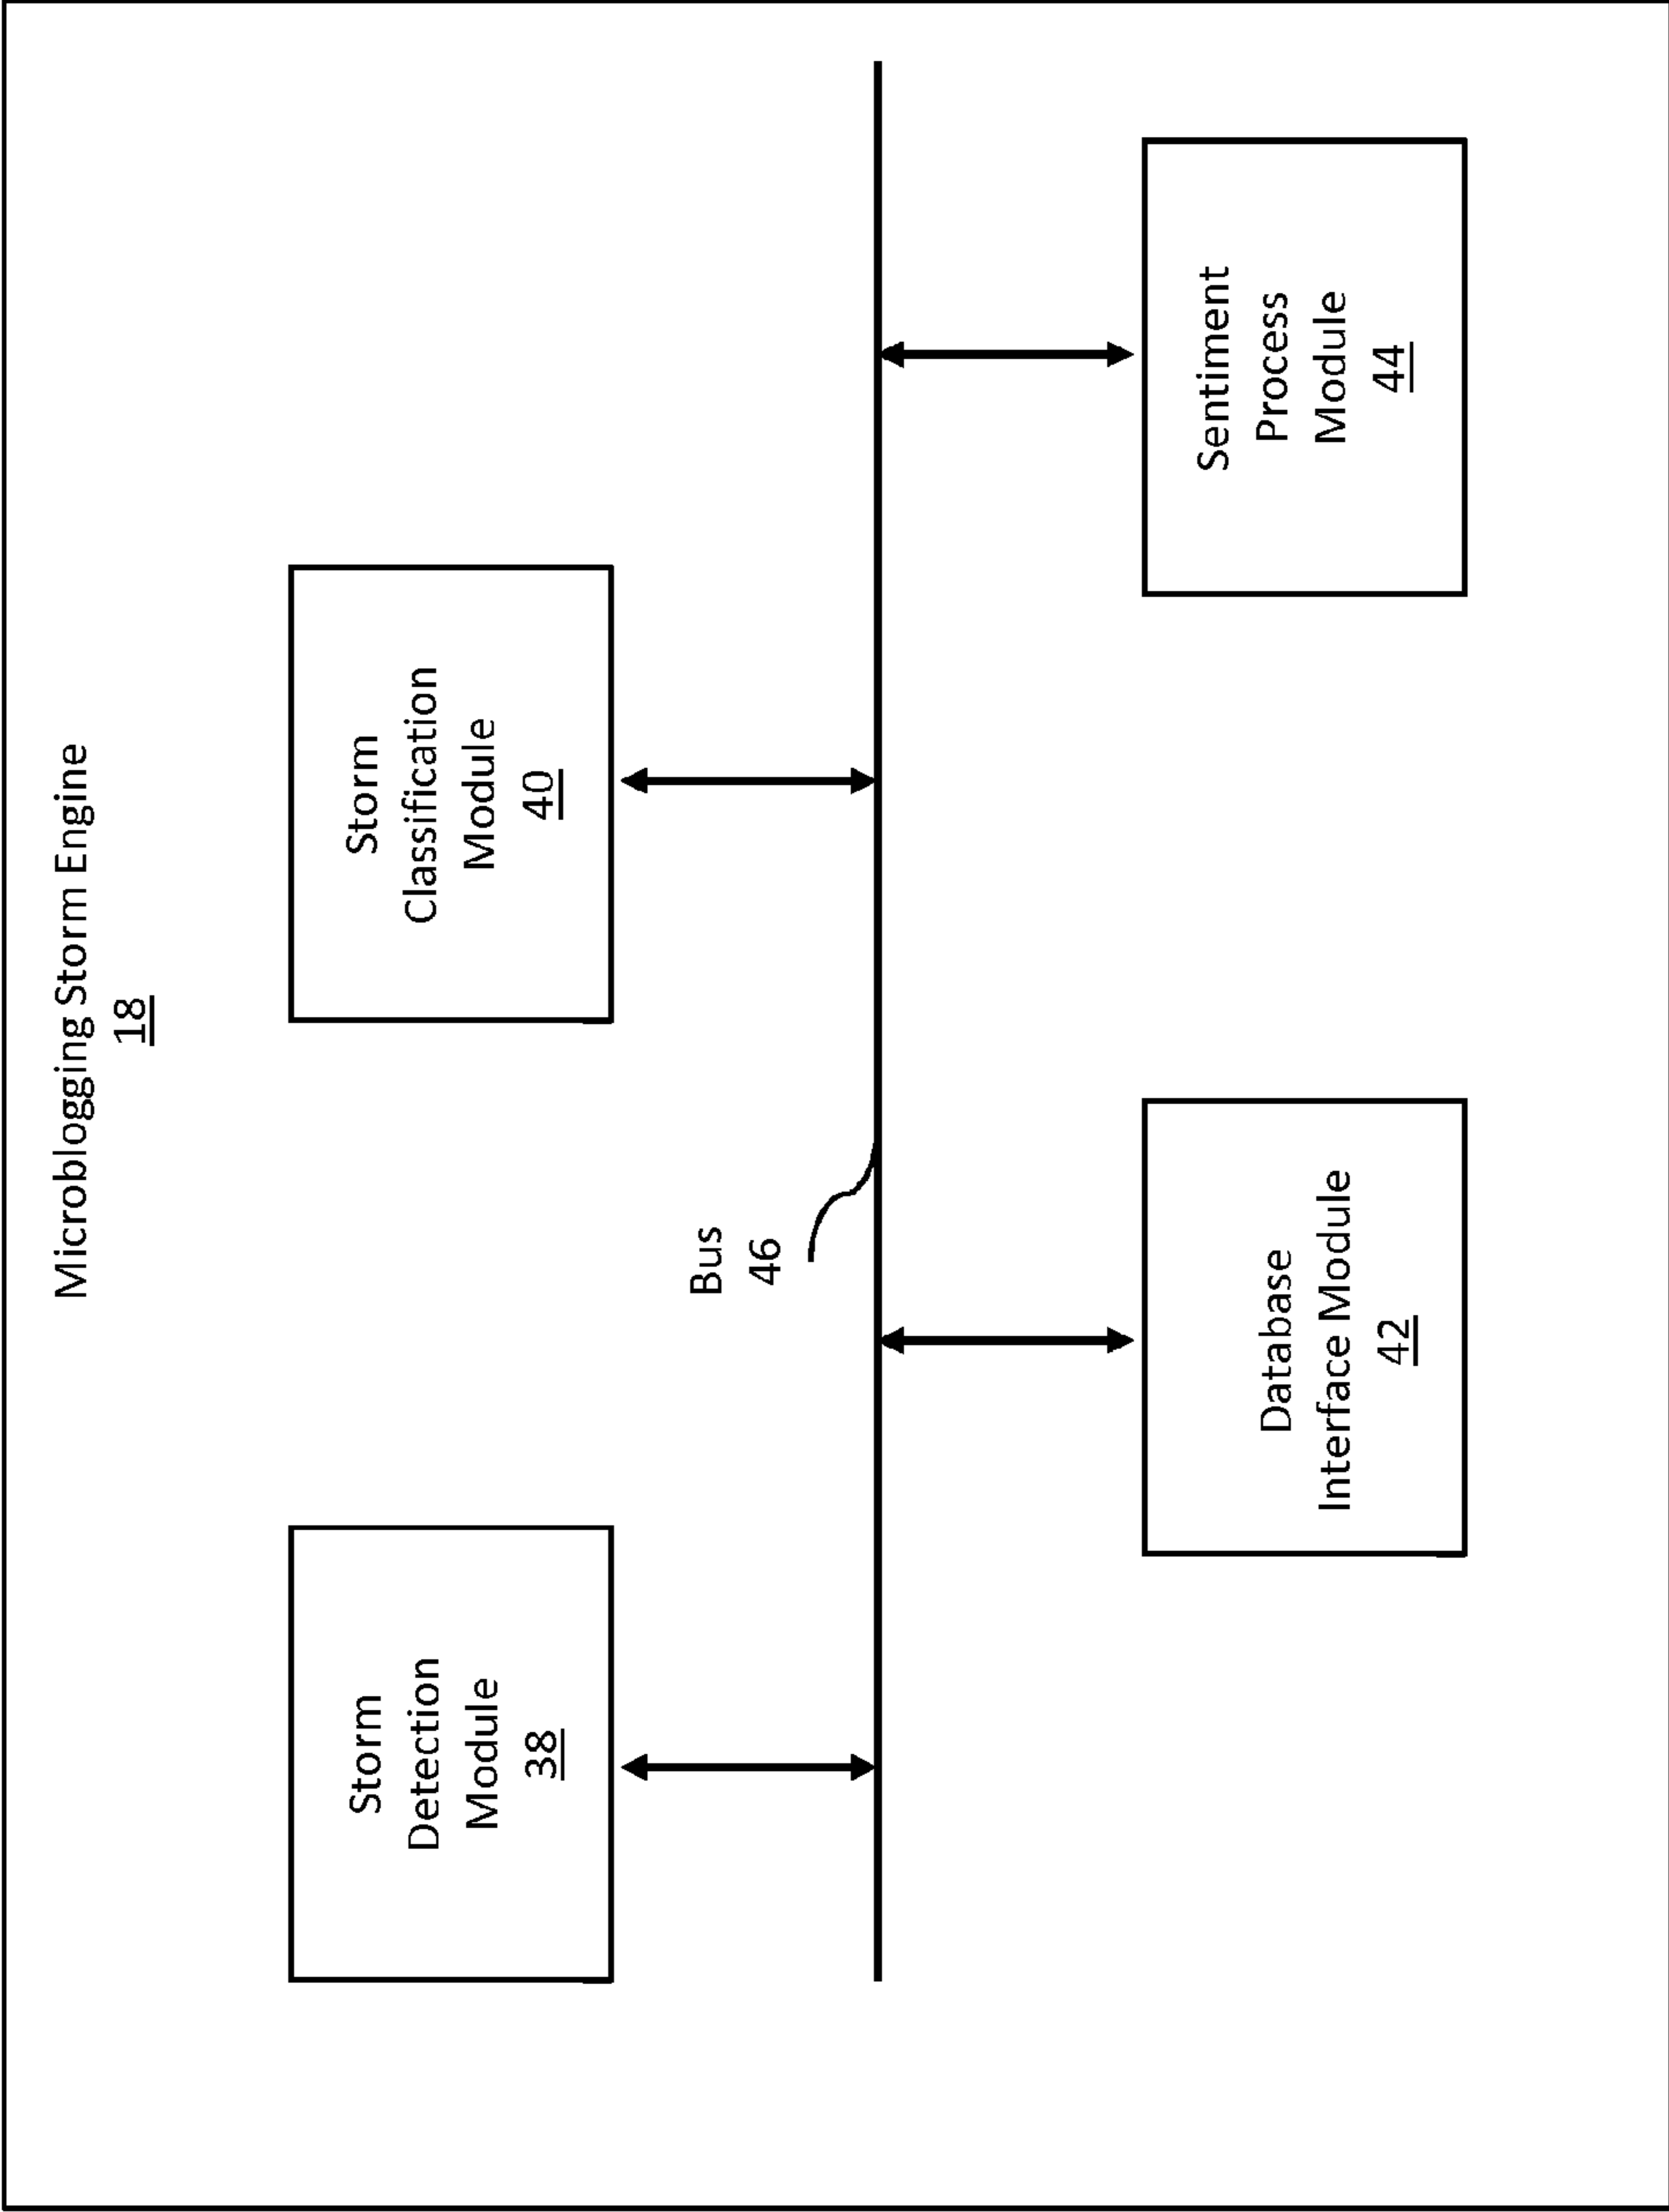 Microblogging Storm Engine
18
Storm
Detection
Module
38
Storm
Classification
Module
40
Bus
46
Database
Interface Module
42
Sentiment
Process
Module
44